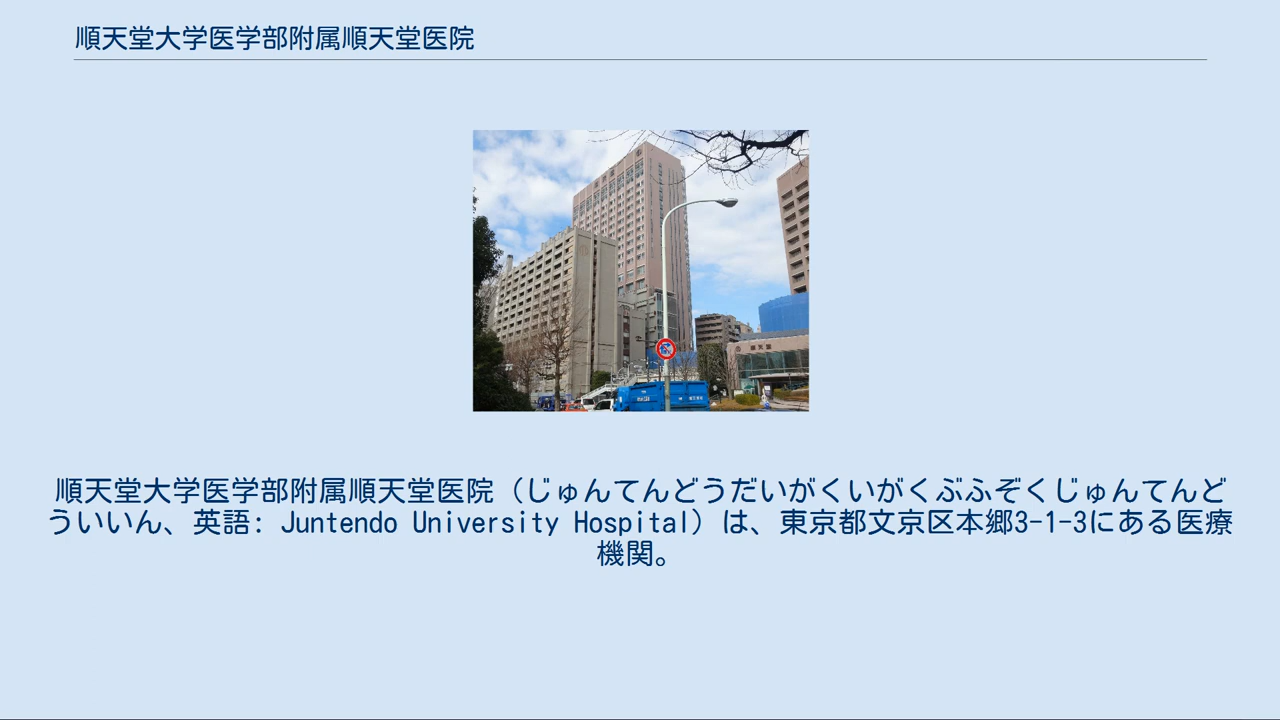 順天堂大学医学部附属順天堂医院
順天堂
順天堂大学医学部附属順天堂医院（じゅんてんどうだいがくいがくぶふぞくじゅんてんど
ういいん、英語: Juntendo University Hospital）は、東京都文京区本郷3-1-3にある医療
機関。